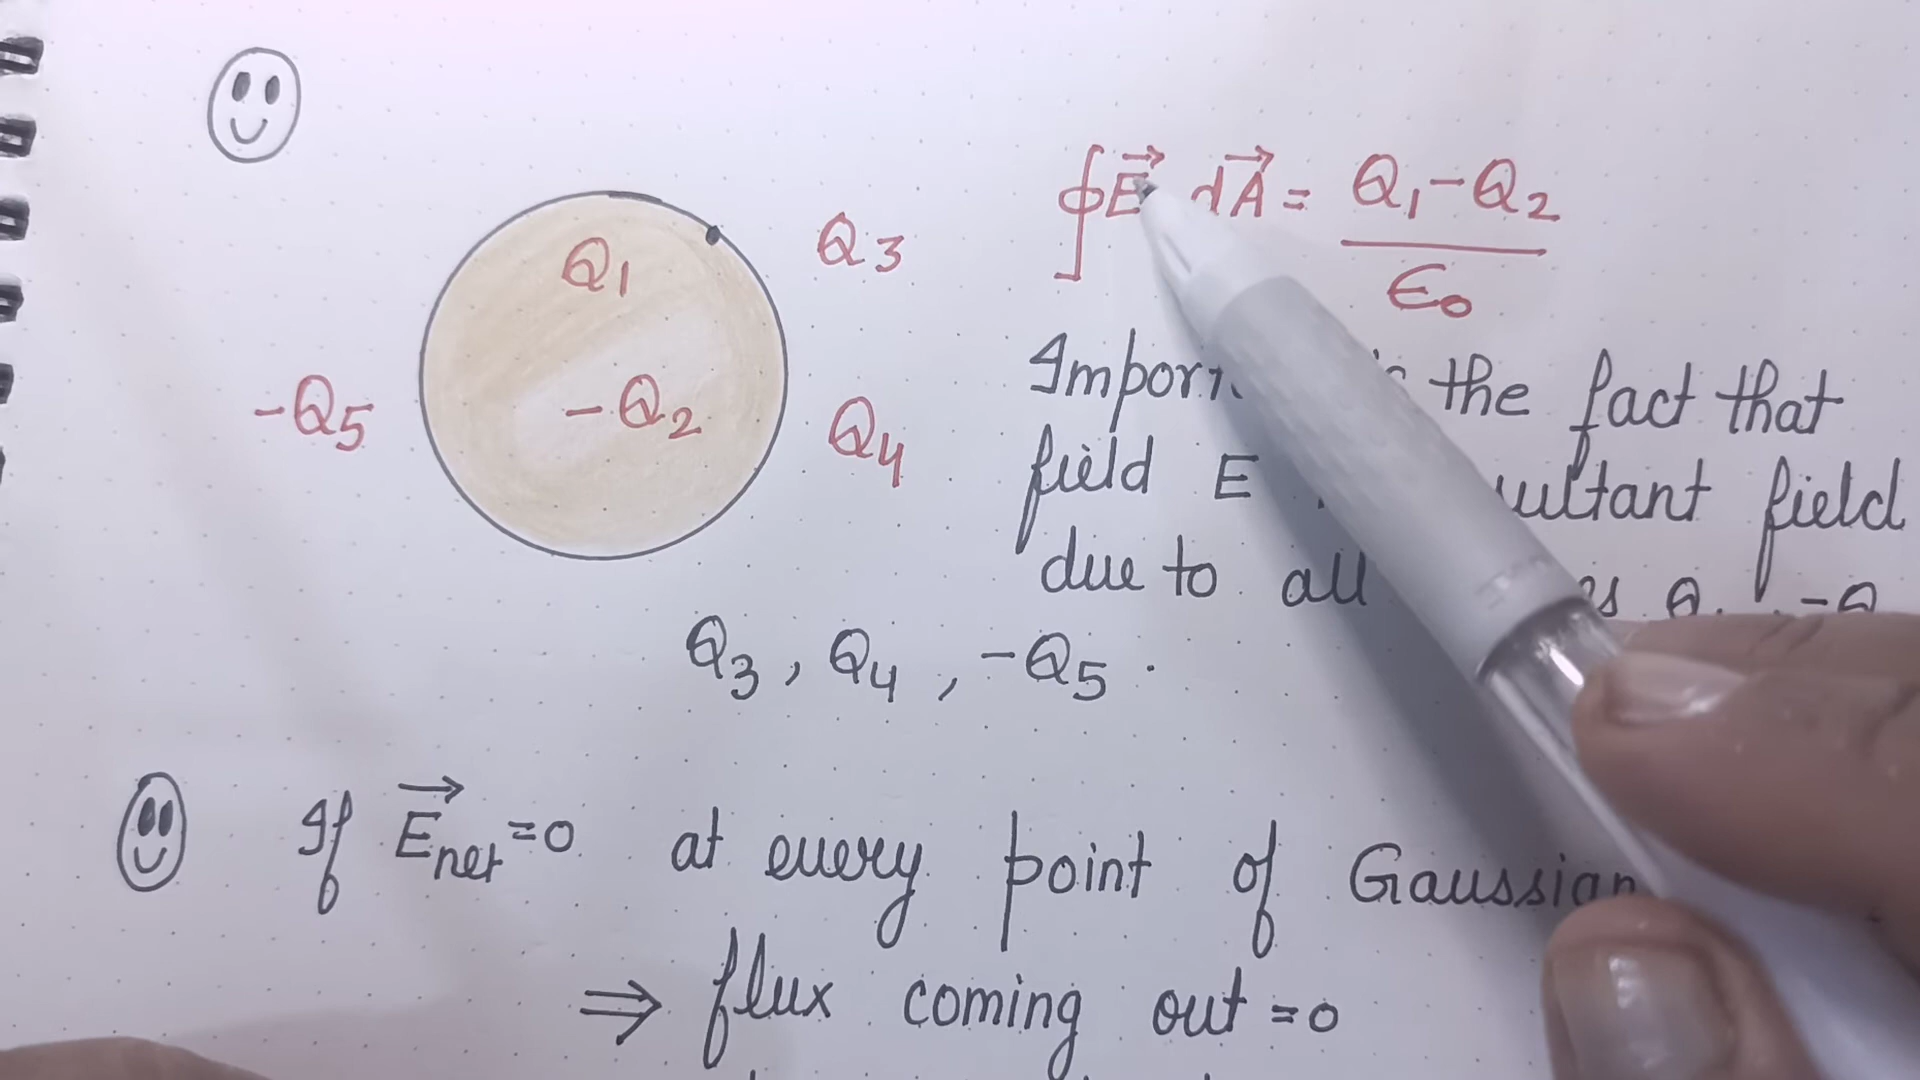 ∮E⃗ dA⃗ = Q₁-Q₂
ϵ₀
Q₁
Q₃
-Q₅
-Q₂
Q₄
the fact that
field E ultant field
due to all
Q₃, Q₄, -Q₅.
If E⃗net=0 at every point of Gaussian
⇒ flux coming out=0